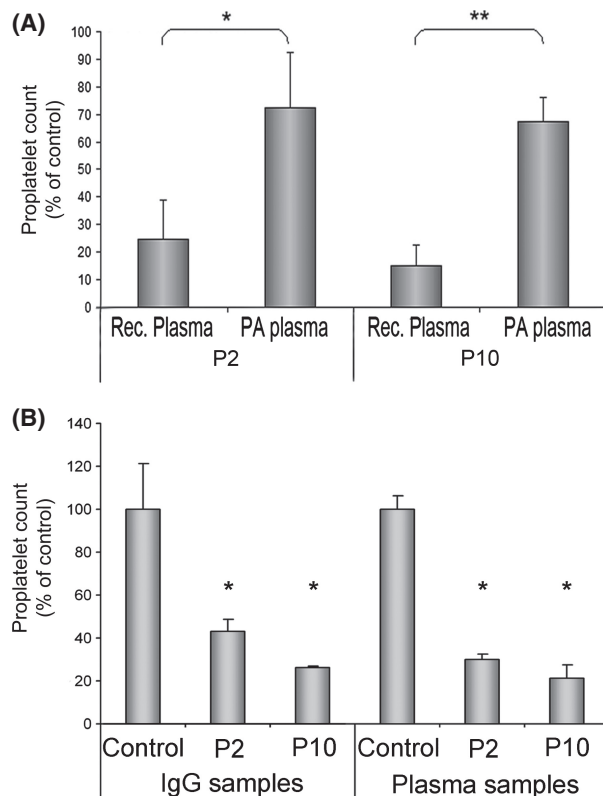 (A)
*
**
Proplatelet count
(% of control)
100
90
80
70
60
50
40
30
20
10
0
Rec. Plasma PA plasma Rec. Plasma PA plasma
P2 P10
(B)
Proplatelet count
(% of control)
140
120
100
80
60
40
20
0
* * * *
Control P2 P10 Control P2 P10
IgG samples Plasma samples